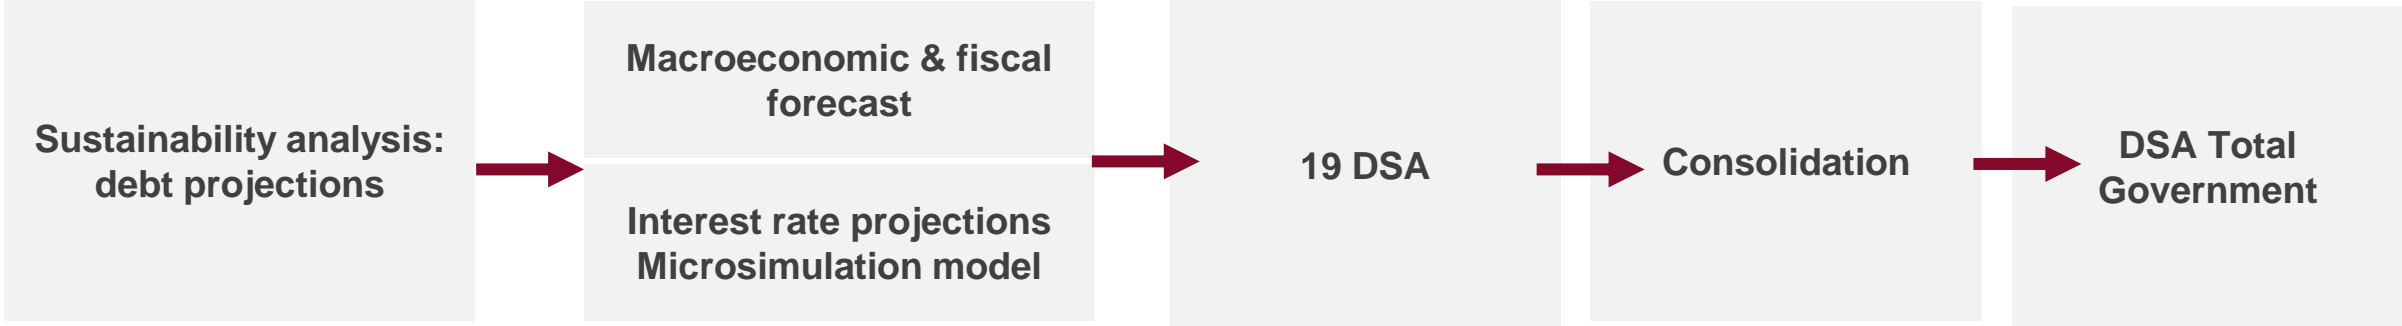 Sustainability analysis:
debt projections
Macroeconomic & fiscal
forecast
Interest rate projections
Microsimulation model
19 DSA
Consolidation
DSA Total
Government